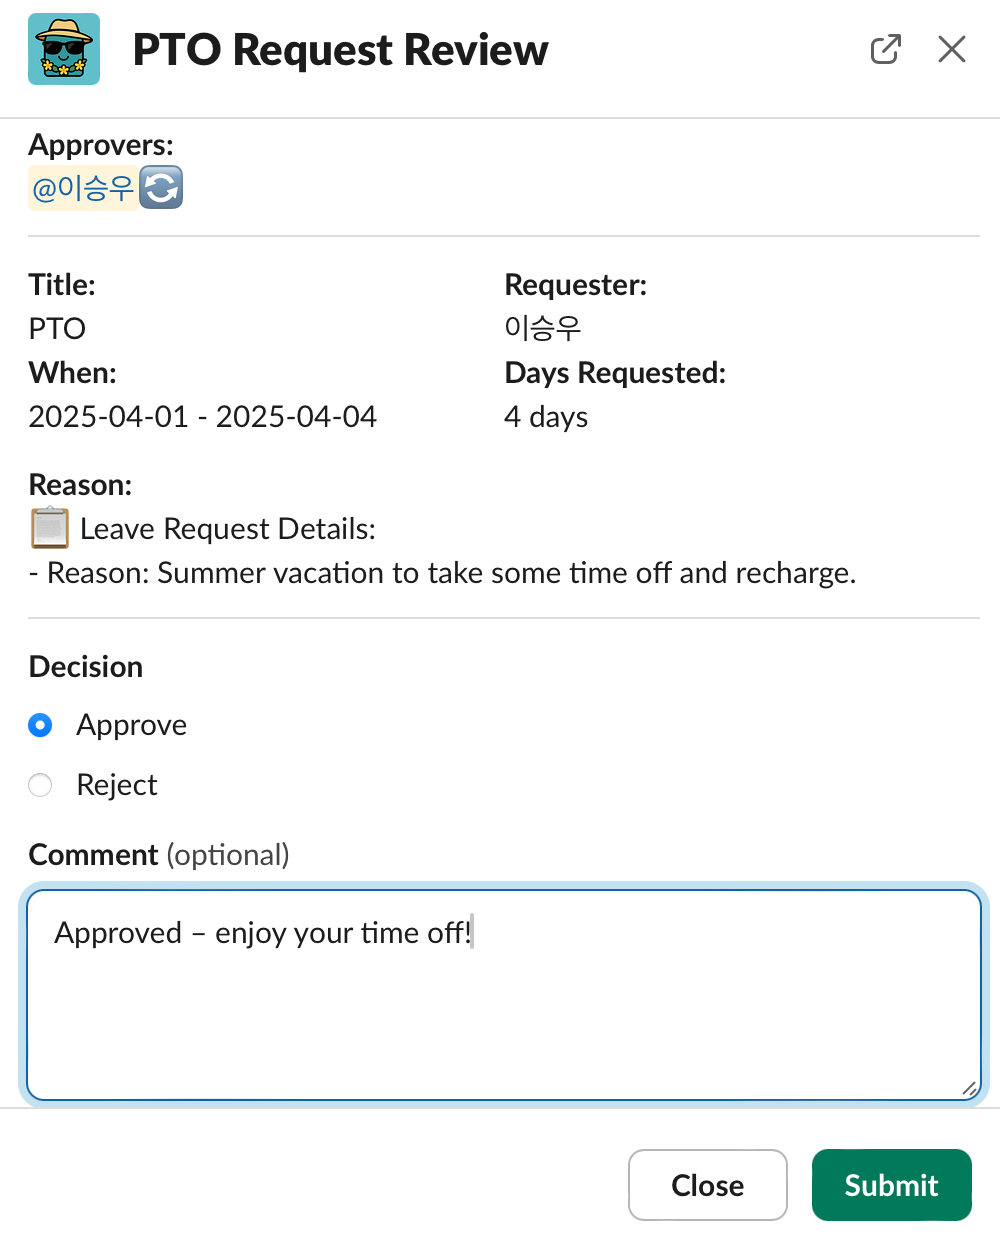 PTO Request Review
Approvers:
@이승우
Title:
PTO
Requester:
이승우
When:
2025-04-01 - 2025-04-04
Days Requested:
4 days
Reason:
Leave Request Details:
- Reason: Summer vacation to take some time off and recharge.
Decision
Approve
Reject
Comment (optional)
Approved – enjoy your time off!
Close
Submit